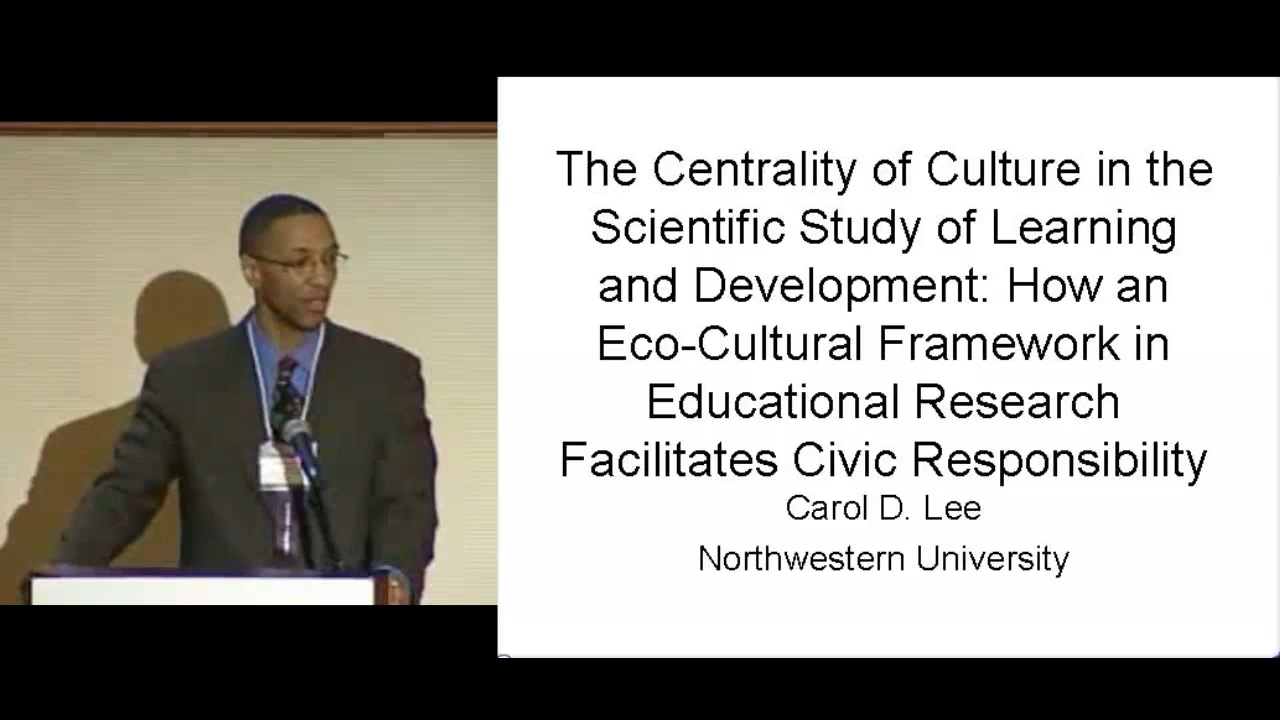 The Centrality of Culture in the
Scientific Study of Learning
and Development: How an
Eco-Cultural Framework in
Educational Research
Facilitates Civic Responsibility
Carol D. Lee
Northwestern University